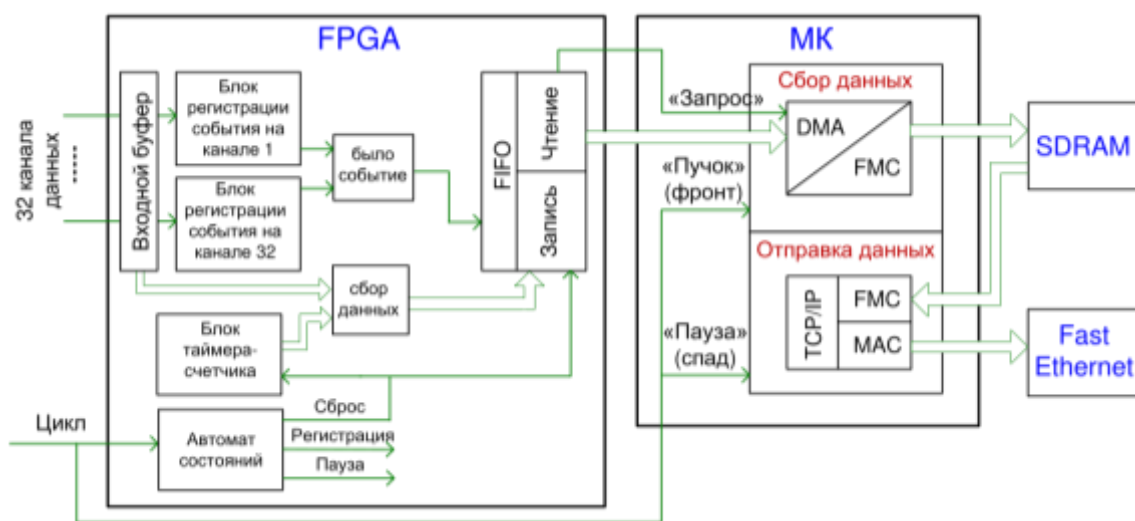 FPGA
МК
32 канала
данных
Входной буфер
Блок
регистрации
события на
канале 1
Блок
регистрации
события на
канале 32
было
событие
FIFO
Чтение
Запись
сбор
данных
Блок
таймера-
счетчика
Цикл
Автомат
состояний
Сброс
Регистрация
Пауза
«Запрос»
«Пучок»
(фронт)
«Пауза»
(спад)
Сбор данных
DMA
FMC
Отправка данных
TCP/IP
FMC
MAC
SDRAM
Fast
Ethernet